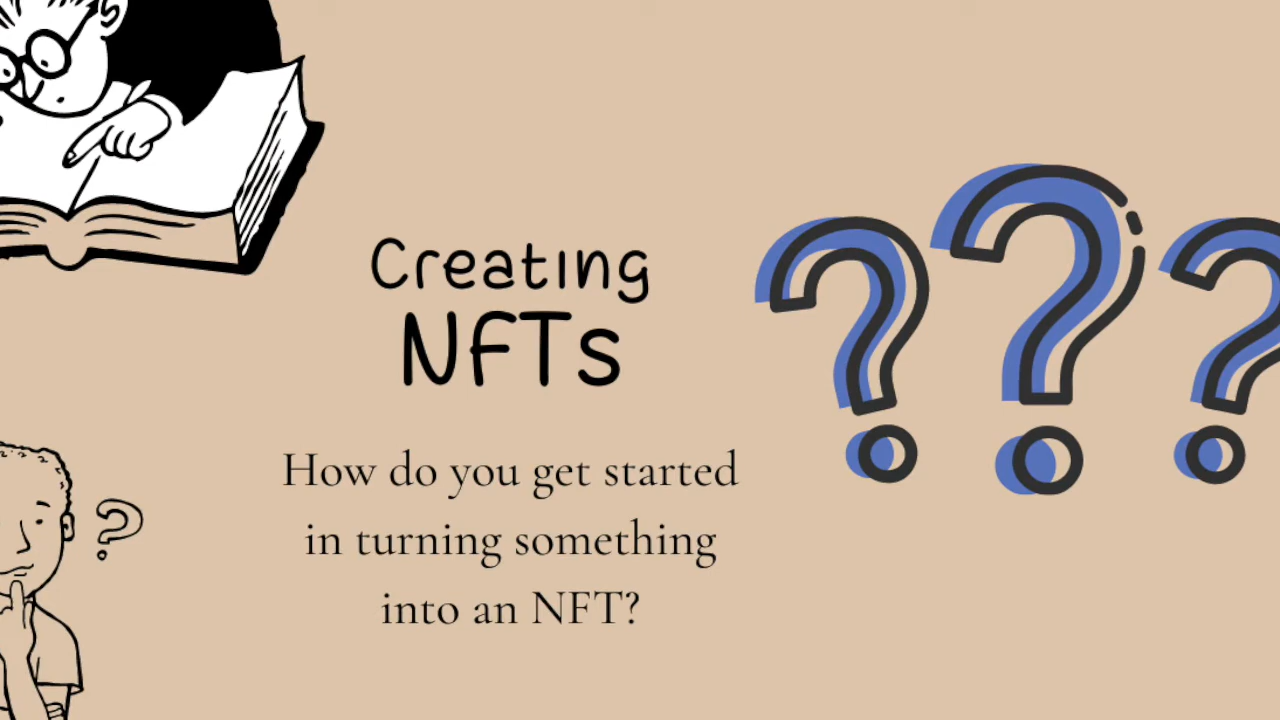 Creating
NFTs
How do you get started
in turning something
into an NFT?